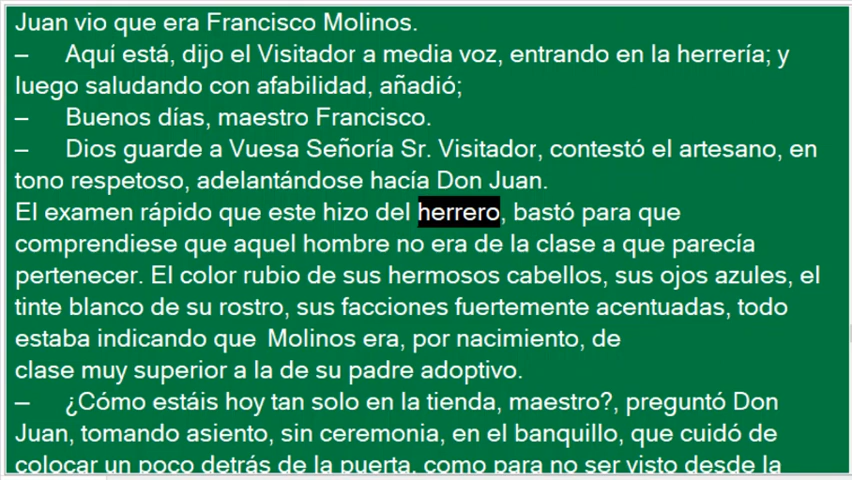 Juan vio que era Francisco Molinos.
– Aquí está, dijo el Visitador a media voz, entrando en la herrería; y
luego saludando con afabilidad, añadió;
– Buenos días, maestro Francisco.
– Dios guarde a Vuesa Señoría Sr. Visitador, contestó el artesano, en
tono respetoso, adelantándose hacía Don Juan.
El examen rápido que este hizo del herrero, bastó para que
comprendiese que aquel hombre no era de la clase a que parecía
pertenecer. El color rubio de sus hermosos cabellos, sus ojos azules, el
tinte blanco de su rostro, sus facciones fuertemente acentuadas, todo
estaba indicando que Molinos era, por nacimiento, de
clase muy superior a la de su padre adoptivo.
– ¿Cómo estáis hoy tan solo en la tienda, maestro?, preguntó Don
Juan, tomando asiento, sin ceremonia, en el banquillo, que cuidó de
colocar un poco detrás de la puerta, como para no ser visto desde la